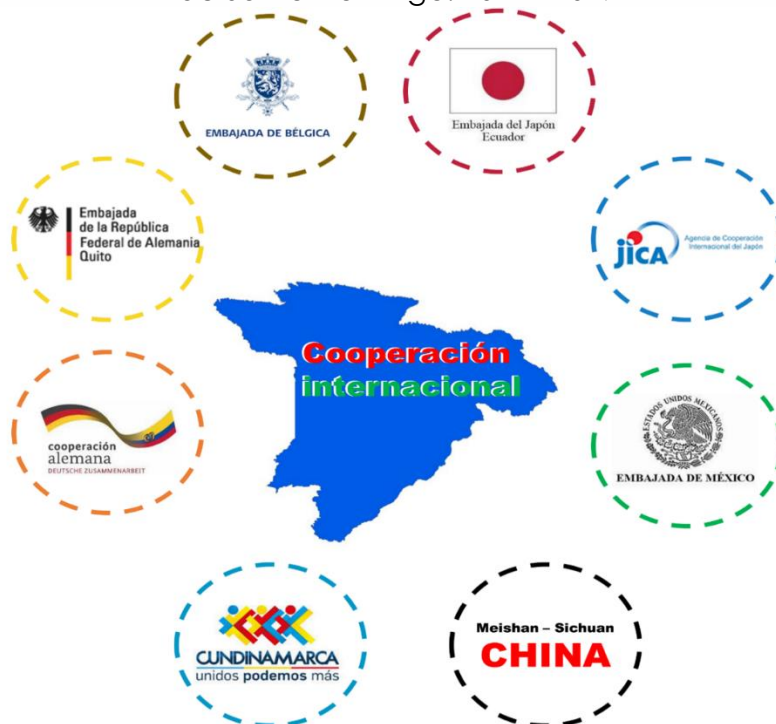 EMBAJADA DE BÉLGICA
Embajada del Japón
Ecuador
Embajada
de la República
Federal de Alemania
Quito
JICA
Agencia de Cooperación
Internacional del Japón
Cooperación
internacional
cooperación
alemana
DEUTSCHE ZUSAMMENARBEIT
ESTADOS UNIDOS MEXICANOS
EMBAJADA DE MÉXICO
CUNDINAMARCA
unidos podemos más
Meishan – Sichuan
CHINA